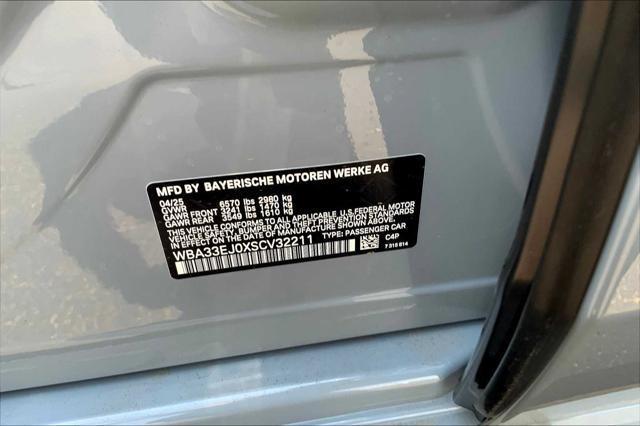 MFD BY BAYERISCHE MOTOREN WERKE AG
04/25
GVWR 6570 lbs 2980 kg
GAWR FRONT 3241 lbs 1470 kg
GAWR REAR 3549 lbs 1610 kg
THIS VEHICLE CONFORMS TO ALL APPLICABLE U.S. FEDERAL MOTOR
VEHICLE SAFETY, BUMPER, AND THEFT PREVENTION STANDARDS
IN EFFECT ON THE DATE OF MANUFACTURE SHOWN ABOVE.
WBA33EJ0XSCV32211 TYPE: PASSENGER CAR
C4P
7 515 614